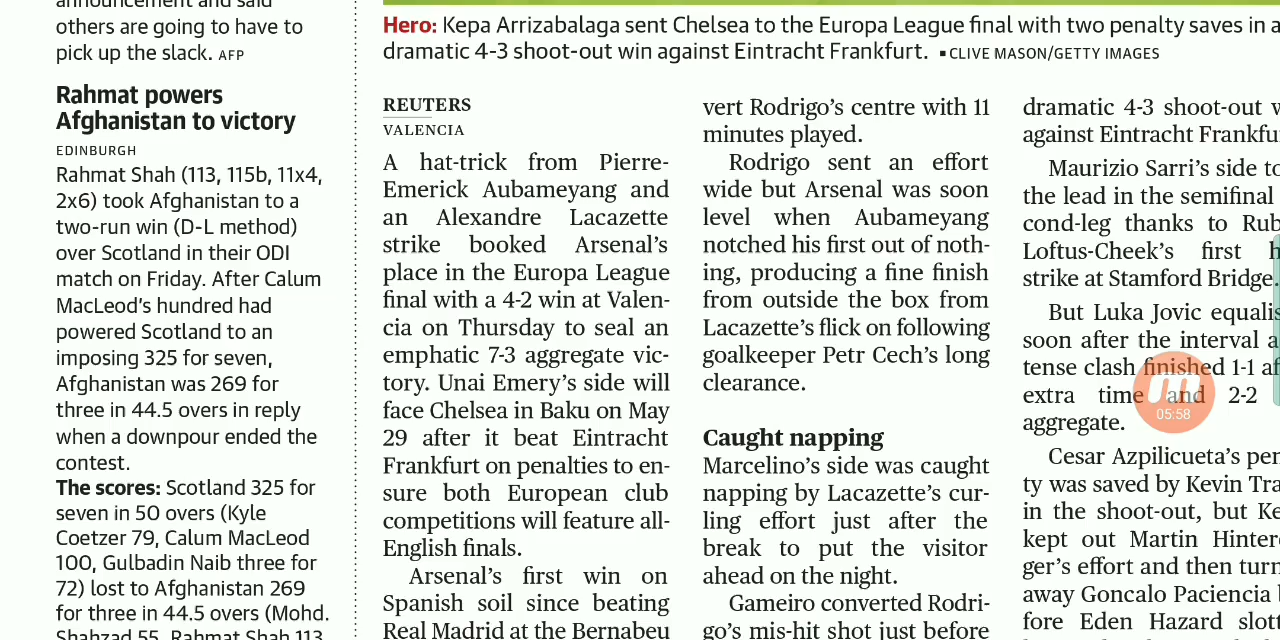 announcement and said
others are going to have to
pick up the slack. AFP
Rahmat powers
Afghanistan to victory
EDINBURGH
Rahmat Shah (113, 115b, 11x4,
2x6) took Afghanistan to a
two-run win (D-L method)
over Scotland in their ODI
match on Friday. After Calum
MacLeod's hundred had
powered Scotland to an
imposing 325 for seven,
Afghanistan was 269 for
three in 44.5 overs in reply
when a downpour ended the
contest.
The scores: Scotland 325 for
seven in 50 overs (Kyle
Coetzer 79, Calum MacLeod
100, Gulbadin Naib three for
72) lost to Afghanistan 269
for three in 44.5 overs (Mohd.
Shahzad 55, Rahmat Shah 113
Hero: Kepa Arrizabalaga sent Chelsea to the Europa League final with two penalty saves in a
dramatic 4-3 shoot-out win against Eintracht Frankfurt. ▪CLIVE MASON/GETTY IMAGES
REUTERS
VALENCIA
A hat-trick from Pierre-
Emerick Aubameyang and
an Alexandre Lacazette
strike booked Arsenal's
place in the Europa League
final with a 4-2 win at Valen-
cia on Thursday to seal an
emphatic 7-3 aggregate vic-
tory. Unai Emery's side will
face Chelsea in Baku on May
29 after it beat Eintracht
Frankfurt on penalties to en-
sure both European club
competitions will feature all-
English finals.
Arsenal's first win on
Spanish soil since beating
Real Madrid at the Bernabeu
vert Rodrigo's centre with 11
minutes played.
Rodrigo sent an effort
wide but Arsenal was soon
level when Aubameyang
notched his first out of noth-
ing, producing a fine finish
from outside the box from
Lacazette's flick on following
goalkeeper Petr Cech's long
clearance.
Caught napping
Marcelino's side was caught
napping by Lacazette's cur-
ling effort just after the
break to put the visitor
ahead on the night.
Gameiro converted Rodri-
go's mis-hit shot just before
dramatic 4-3 shoot-out w
against Eintracht Frankfu
Maurizio Sarri's side to
the lead in the semifinal
cond-leg thanks to Rub
Loftus-Cheek's first h
strike at Stamford Bridge.
But Luka Jovic equalis
soon after the interval a
tense clash finished 1-1 af
extra time and 2-2
aggregate.
Cesar Azpilicueta's pen
ty was saved by Kevin Tra
in the shoot-out, but Ke
kept out Martin Hintere
ger's effort and then turn
away Goncalo Paciencia b
fore Eden Hazard slott
05:58